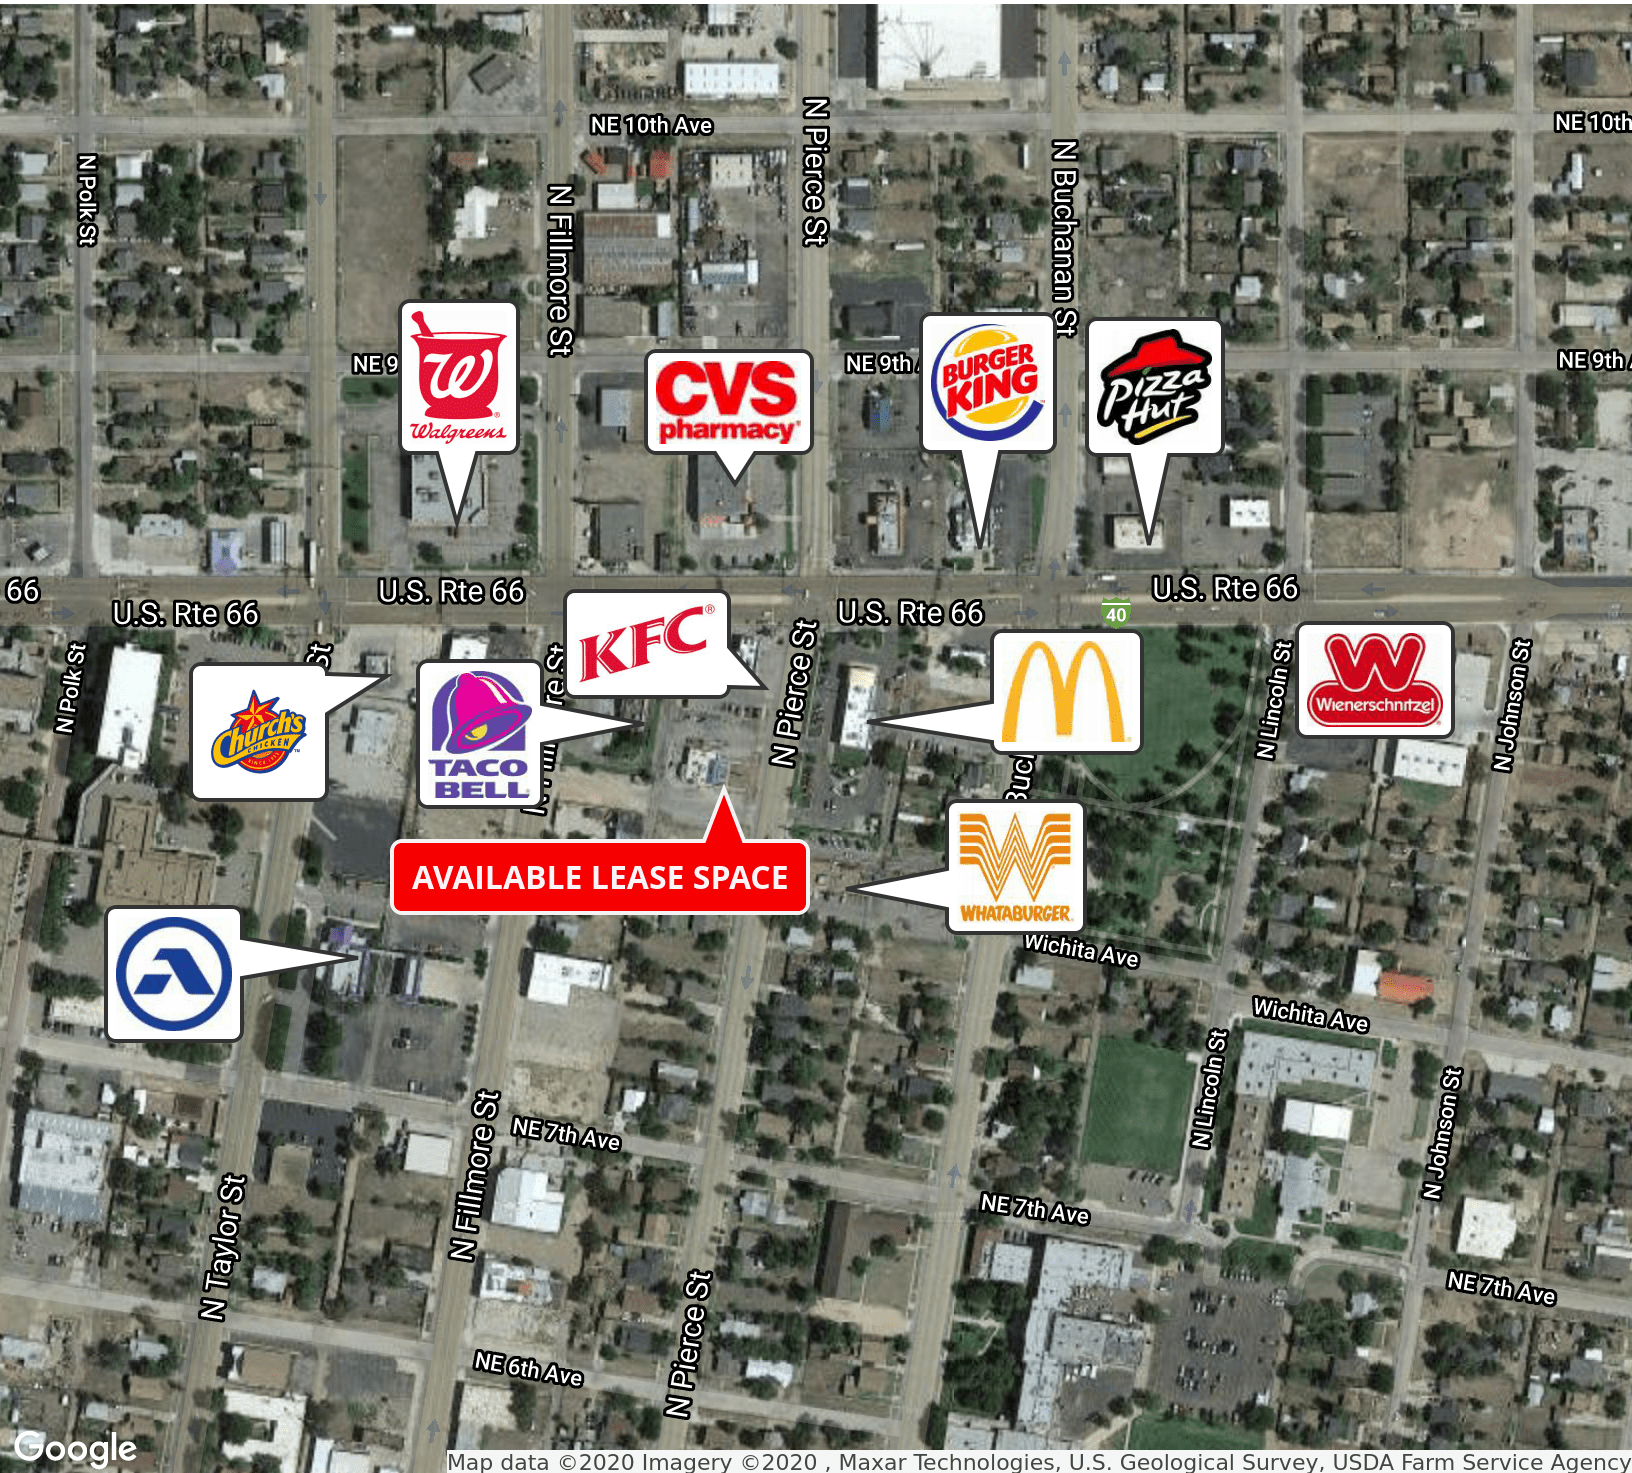 NE 10th Ave
NE 10th
N Polk St
N Fillmore St
N Pierce St
N Buchanan St
NE 9
NE 9th
NE 9th
W
Walgreens
CVS
pharmacy
BURGER
KING
Pizza
Hut
66
U.S. Rte 66
U.S. Rte 66
U.S. Rte 66
U.S. Rte 66
40
KFC
N Polk St
St
re St
N Pierce St
N Lincoln St
N Johnson St
W
Wienerschnitzel
Church's
CHICKEN
TACO
BELL
M
AVAILABLE LEASE SPACE
WHATABURGER
Wichita Ave
Wichita Ave
N Lincoln St
N Johnson St
NE 7th Ave
NE 7th Ave
NE 7th Ave
N Fillmore St
N Taylor St
N Pierce St
NE 6th Ave
Google
Map data ©2020 Imagery ©2020 , Maxar Technologies, U.S. Geological Survey, USDA Farm Service Agency